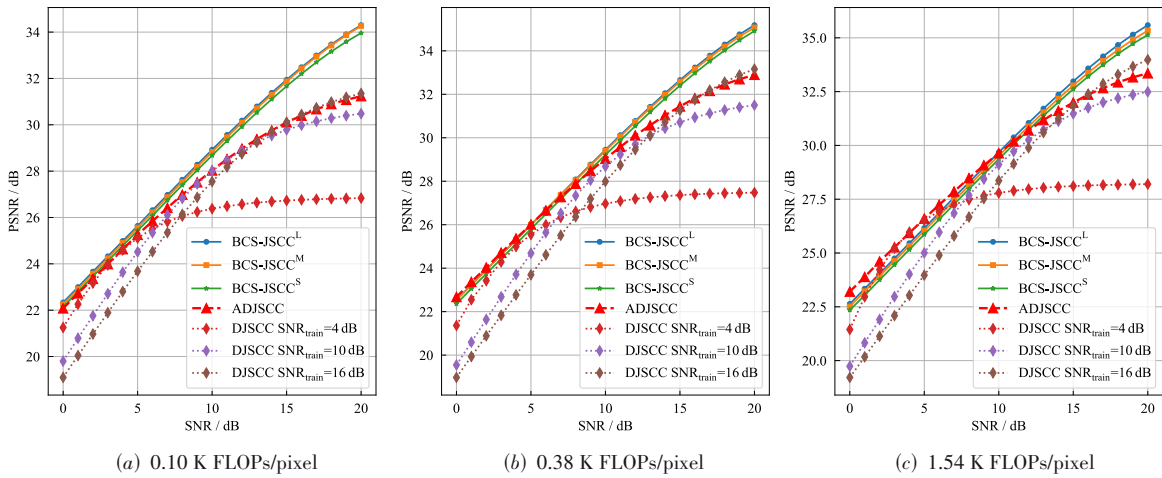 34
32
30
28
26
24
22
20
PSNR / dB
BCS-JSCC^L
BCS-JSCC^M
BCS-JSCC^S
ADJSCC
DJSCC SNR_train=4 dB
DJSCC SNR_train=10 dB
DJSCC SNR_train=16 dB
0 5 10 15 20
SNR / dB
(a) 0.10 K FLOPs/pixel
34
32
30
28
26
24
22
20
PSNR / dB
BCS-JSCC^L
BCS-JSCC^M
BCS-JSCC^S
ADJSCC
DJSCC SNR_train=4 dB
DJSCC SNR_train=10 dB
DJSCC SNR_train=16 dB
0 5 10 15 20
SNR / dB
(b) 0.38 K FLOPs/pixel
35.0
32.5
30.0
27.5
25.0
22.5
20.0
PSNR / dB
BCS-JSCC^L
BCS-JSCC^M
BCS-JSCC^S
ADJSCC
DJSCC SNR_train=4 dB
DJSCC SNR_train=10 dB
DJSCC SNR_train=16 dB
0 5 10 15 20
SNR / dB
(c) 1.54 K FLOPs/pixel